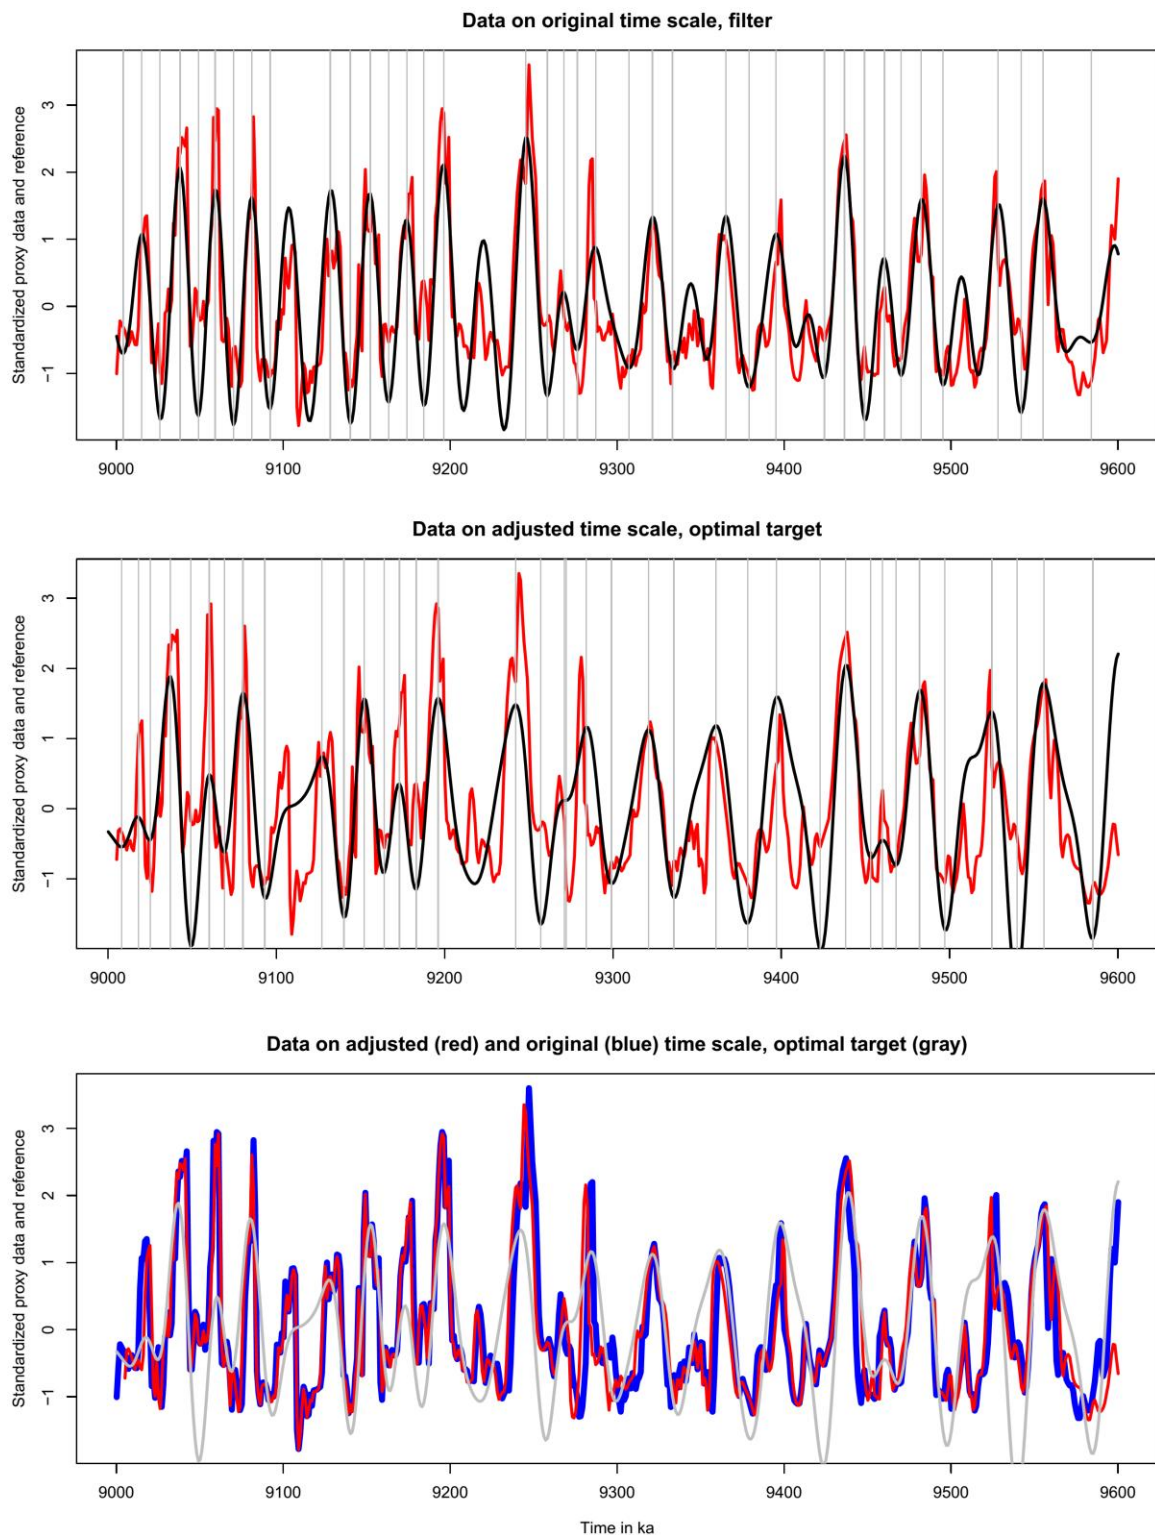 Data on original time scale, filter
Standardized proxy data and reference
3
2
1
0
−1
9000 9100 9200 9300 9400 9500 9600
Data on adjusted time scale, optimal target
Standardized proxy data and reference
3
2
1
0
−1
9000 9100 9200 9300 9400 9500 9600
Data on adjusted (red) and original (blue) time scale, optimal target (gray)
Standardized proxy data and reference
3
2
1
0
−1
9000 9100 9200 9300 9400 9500 9600
Time in ka